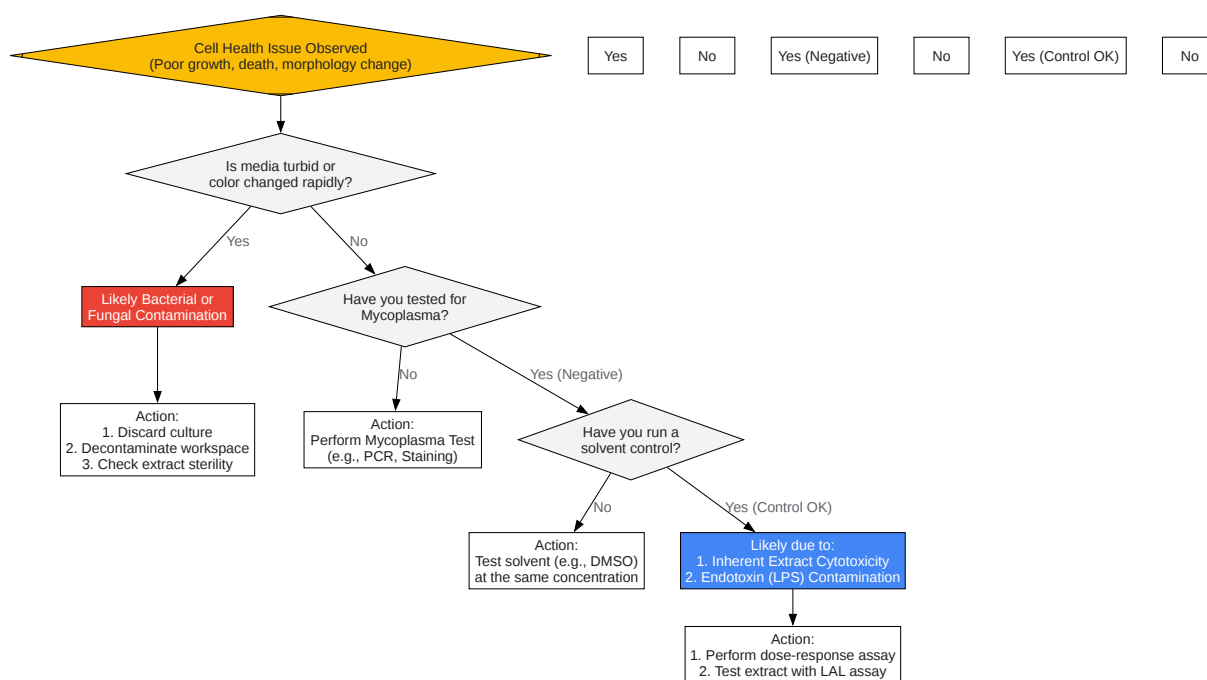 Cell Health Issue Observed
(Poor growth, death, morphology change)
Yes
No
Yes (Negative)
No
Yes (Control OK)
No
Is media turbid or
color changed rapidly?
Yes
No
Likely Bacterial or
Fungal Contamination
Have you tested for
Mycoplasma?
No
Yes (Negative)
Action:
1. Discard culture
2. Decontaminate workspace
3. Check extract sterility
Action:
Perform Mycoplasma Test
(e.g., PCR, Staining)
Have you run a
solvent control?
No
Yes (Control OK)
Action:
Test solvent (e.g., DMSO)
at the same concentration
Likely due to:
1. Inherent Extract Cytotoxicity
2. Endotoxin (LPS) Contamination
Action:
1. Perform dose-response assay
2. Test extract with LAL assay